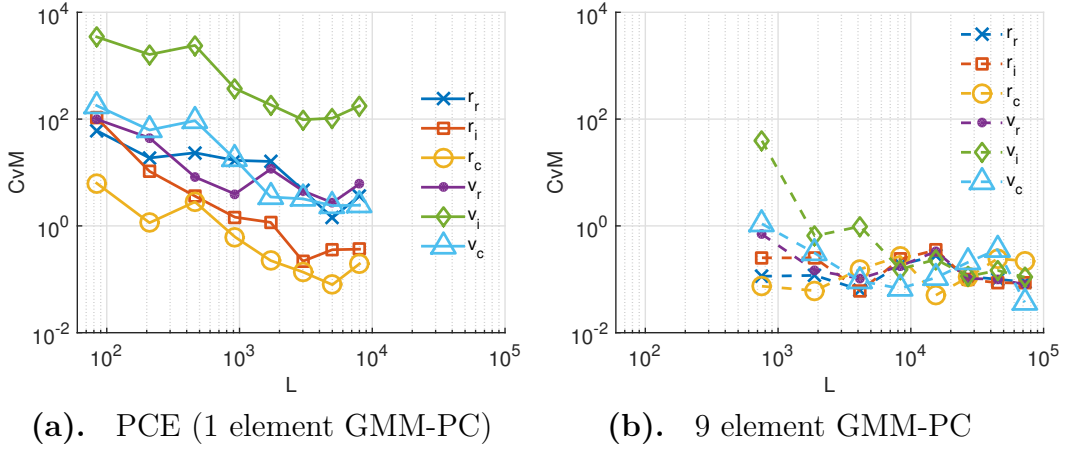 10^4
10^2
10^0
10^-2
CvM
10^2
10^3
10^4
10^5
L
r_r
r_i
r_c
v_r
v_i
v_c
(a). PCE (1 element GMM-PC)
10^4
10^2
10^0
10^-2
CvM
10^2
10^3
10^4
10^5
L
r_r
r_i
r_c
v_r
v_i
v_c
(b). 9 element GMM-PC